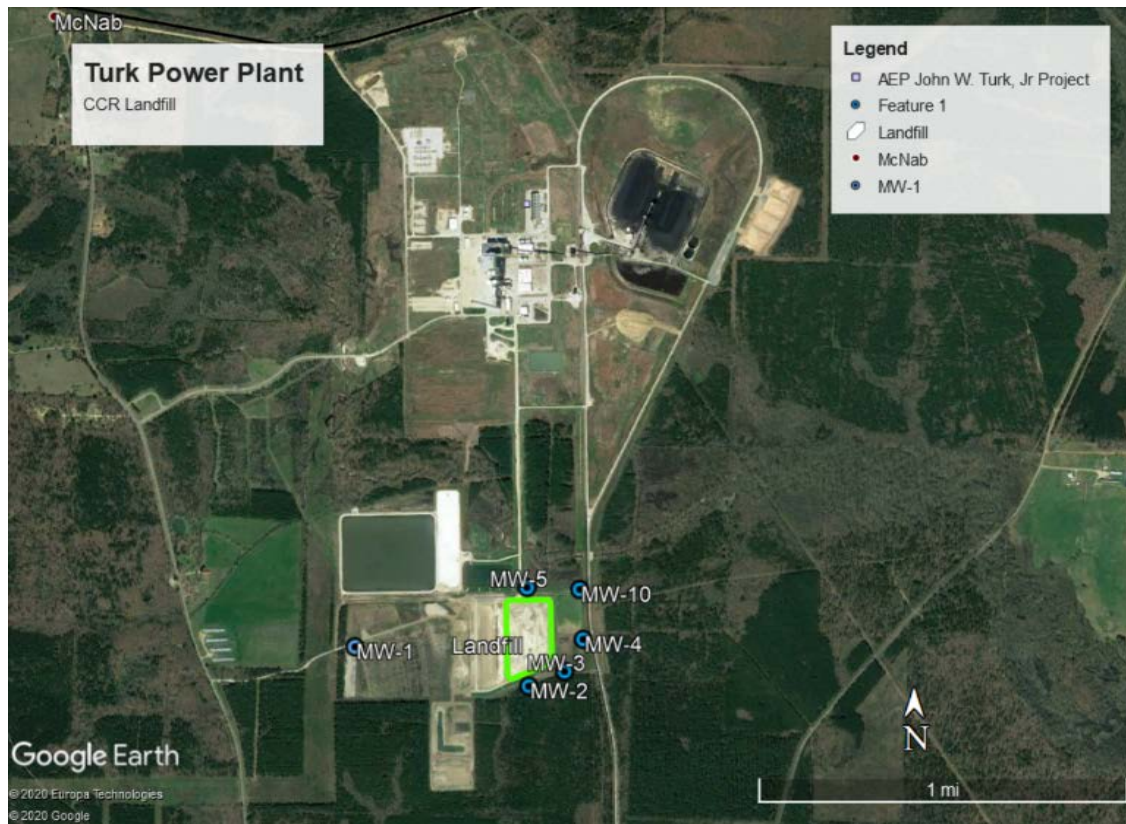 McNab
Turk Power Plant
CCR Landfill
Legend
AEP John W. Turk, Jr Project
Feature 1
Landfill
McNab
MW-1
MW-5
MW-10
MW-4
Landfill
MW-1
MW-3
MW-2
N
Google Earth
1 mi
© 2020 Europa Technologies
© 2020 Google